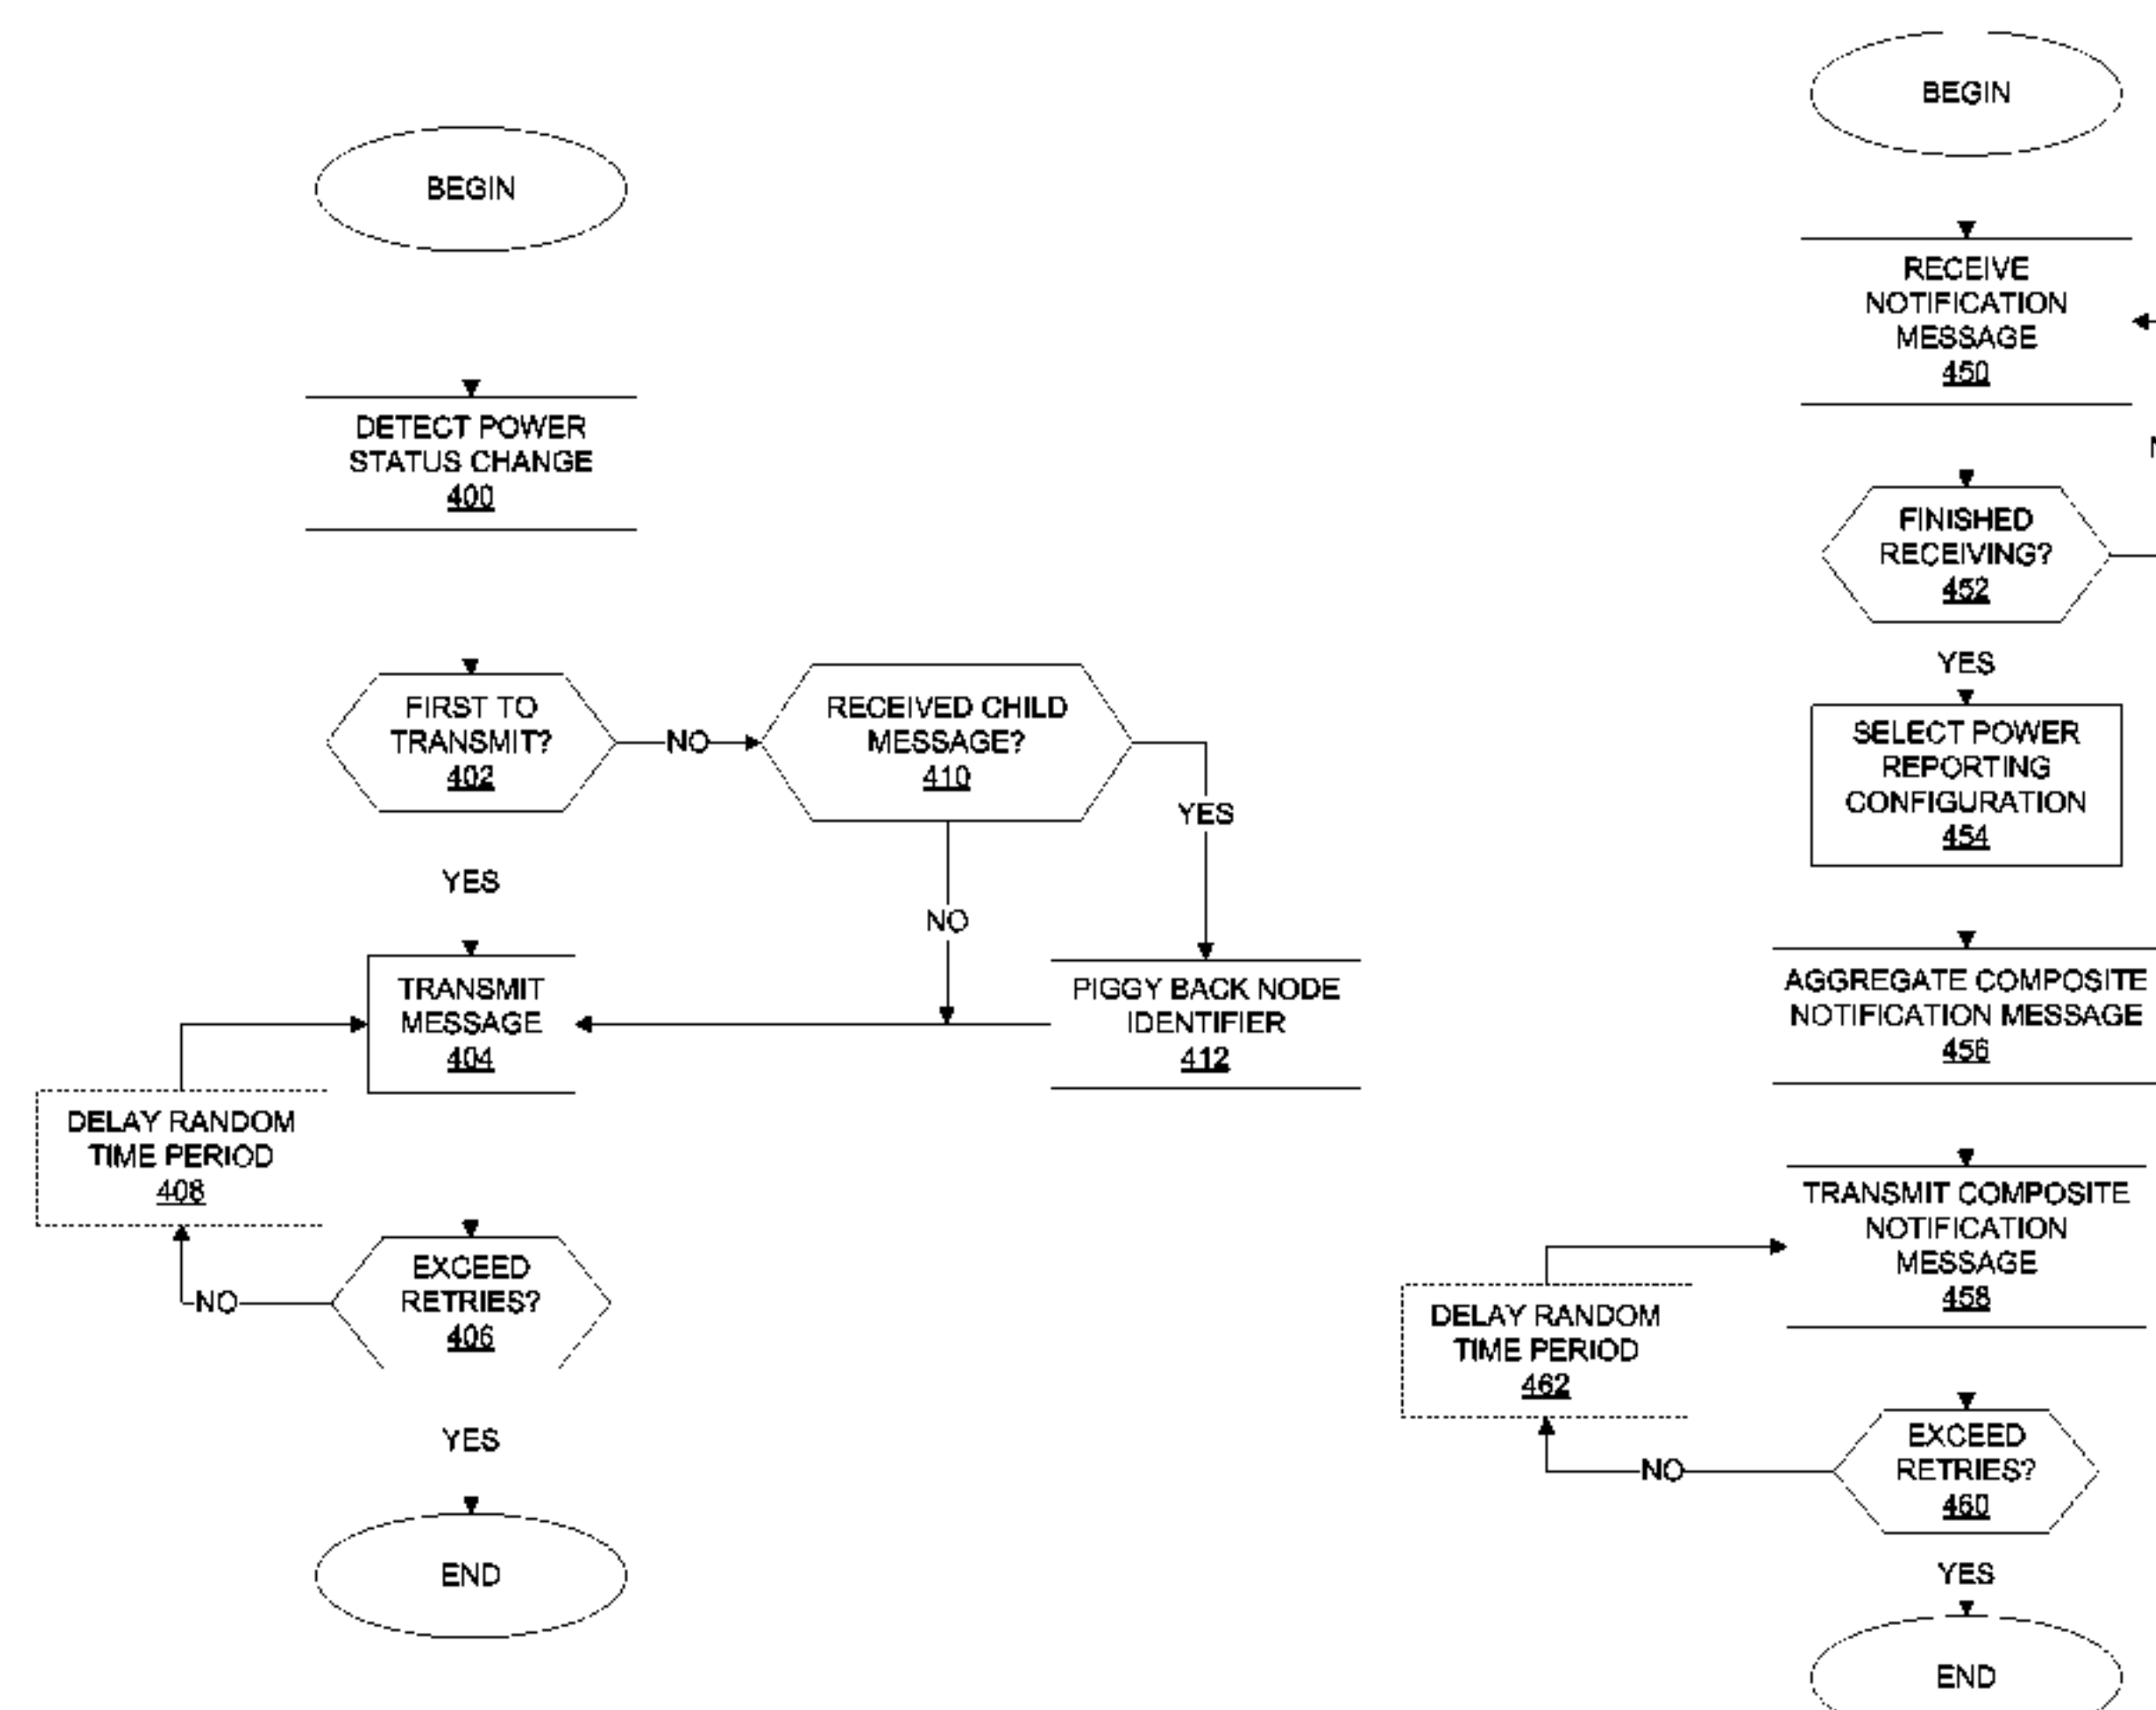 BEGIN
DETECT POWER
STATUS CHANGE
400
FIRST TO
TRANSMIT?
402
NO
RECEIVED CHILD
MESSAGE?
410
YES
YES
NO
TRANSMIT
MESSAGE
404
PIGGY BACK NODE
IDENTIFIER
412
DELAY RANDOM
TIME PERIOD
408
EXCEED
RETRIES?
406
NO
YES
END
BEGIN
RECEIVE
NOTIFICATION
MESSAGE
450
FINISHED
RECEIVING?
452
YES
SELECT POWER
REPORTING
CONFIGURATION
454
AGGREGATE COMPOSITE
NOTIFICATION MESSAGE
456
TRANSMIT COMPOSITE
NOTIFICATION
MESSAGE
458
DELAY RANDOM
TIME PERIOD
462
EXCEED
RETRIES?
460
NO
YES
END